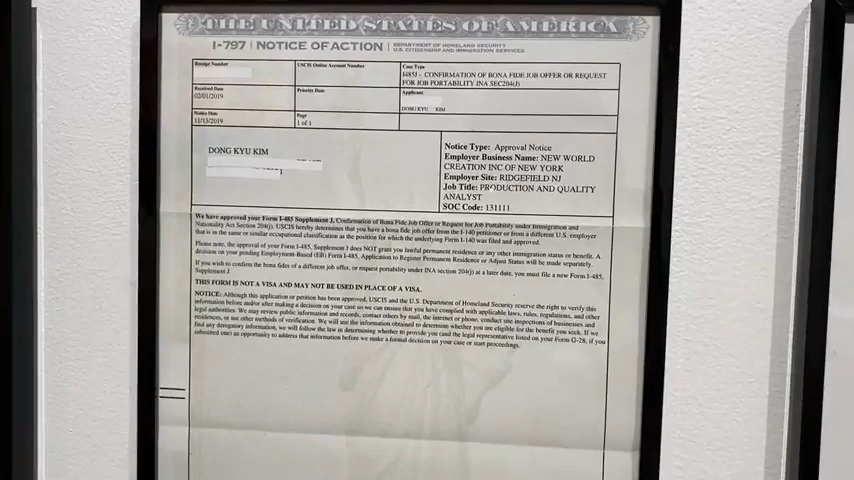 THE UNITED STATES OF AMERICA
I-797 | NOTICE OF ACTION | DEPARTMENT OF HOMELAND SECURITY
U.S. CITIZENSHIP AND IMMIGRATION SERVICES
Receipt Number
USCIS Online Account Number
Case Type
I485J - CONFIRMATION OF BONA FIDE JOB OFFER OR REQUEST
FOR JOB PORTABILITY INA SEC204(J)
Received Date
02/01/2019
Priority Date
Applicant
DONG KYU KIM
Notice Date
11/13/2019
Page
1 of 1
DONG KYU KIM
Notice Type: Approval Notice
Employer Business Name: NEW WORLD
CREATION INC OF NEW YORK
Employer Site: RIDGEFIELD NJ
Job Title: PRODUCTION AND QUALITY
ANALYST
SOC Code: 131111
We have approved your Form I-485 Supplement J, Confirmation of Bona Fide Job Offer or Request for Job Portability under Immigration and
Nationality Act Section 204(j). USCIS hereby determines that you have a bona fide job offer from the I-140 petitioner or from a different U.S. employer
that is in the same or similar occupational classification as the position for which the underlying Form I-140 was filed and approved.
Please note, the approval of your Form I-485, Supplement J does NOT grant you lawful permanent residence or any other immigration status or benefit. A
decision on your pending Employment-Based (EB) Form I-485, Application to Register Permanent Residence or Adjust Status will be made separately.
If you wish to confirm the bona fides of a different job offer, or request portability under INA section 204(j) at a later date, you must file a new Form I-485,
Supplement J.
THIS FORM IS NOT A VISA AND MAY NOT BE USED IN PLACE OF A VISA.
NOTICE: Although this application or petition has been approved, USCIS and the U.S. Department of Homeland Security reserve the right to verify this
information before and/or after making a decision on your case so we can ensure that you have complied with applicable laws, rules, regulations, and other
legal authorities. We may review public information and records, contact others by mail, the internet or phone, conduct site inspections of businesses and
residences, or use other methods of verification. We will use the information obtained to determine whether you are eligible for the benefit you seek. If we
find any derogatory information, we will follow the law in determining whether to provide you (and the legal representative listed on your Form G-28, if you
submitted one) an opportunity to address that information before we make a formal decision on your case or start proceedings.